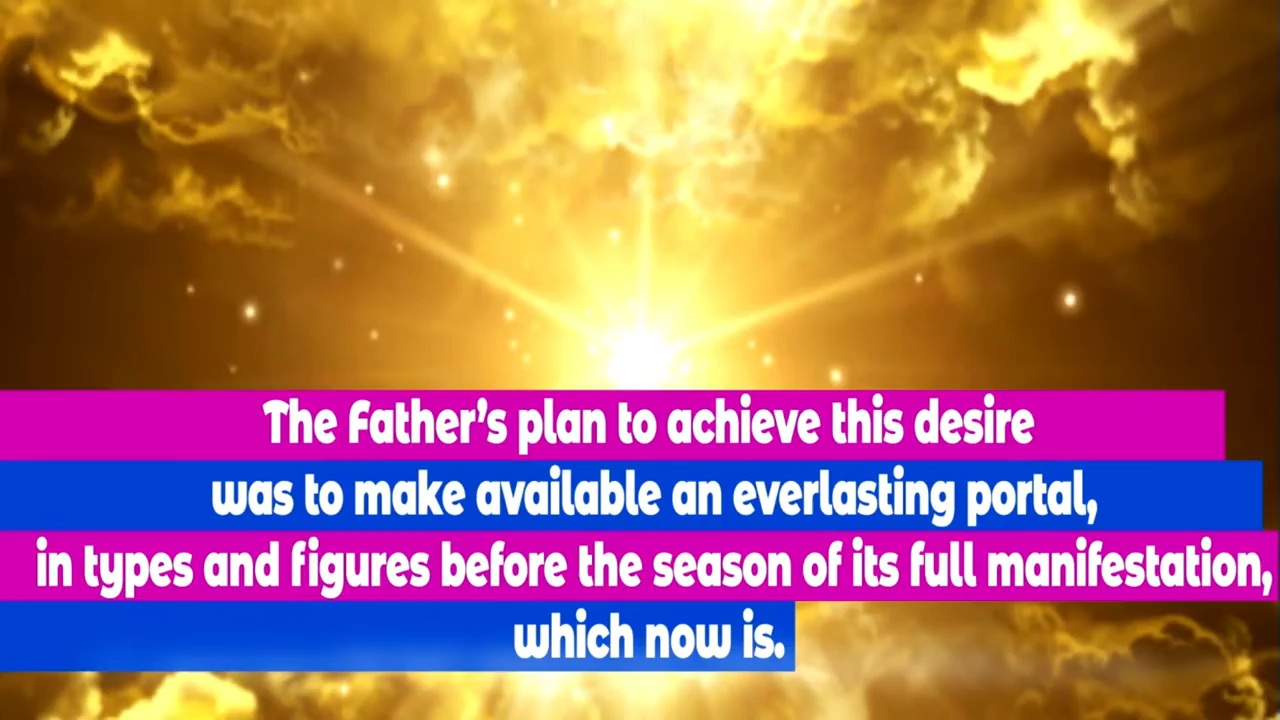 The Father's plan to achieve this desire
was to make available an everlasting portal,
in types and figures before the season of its full manifestation,
which now is.